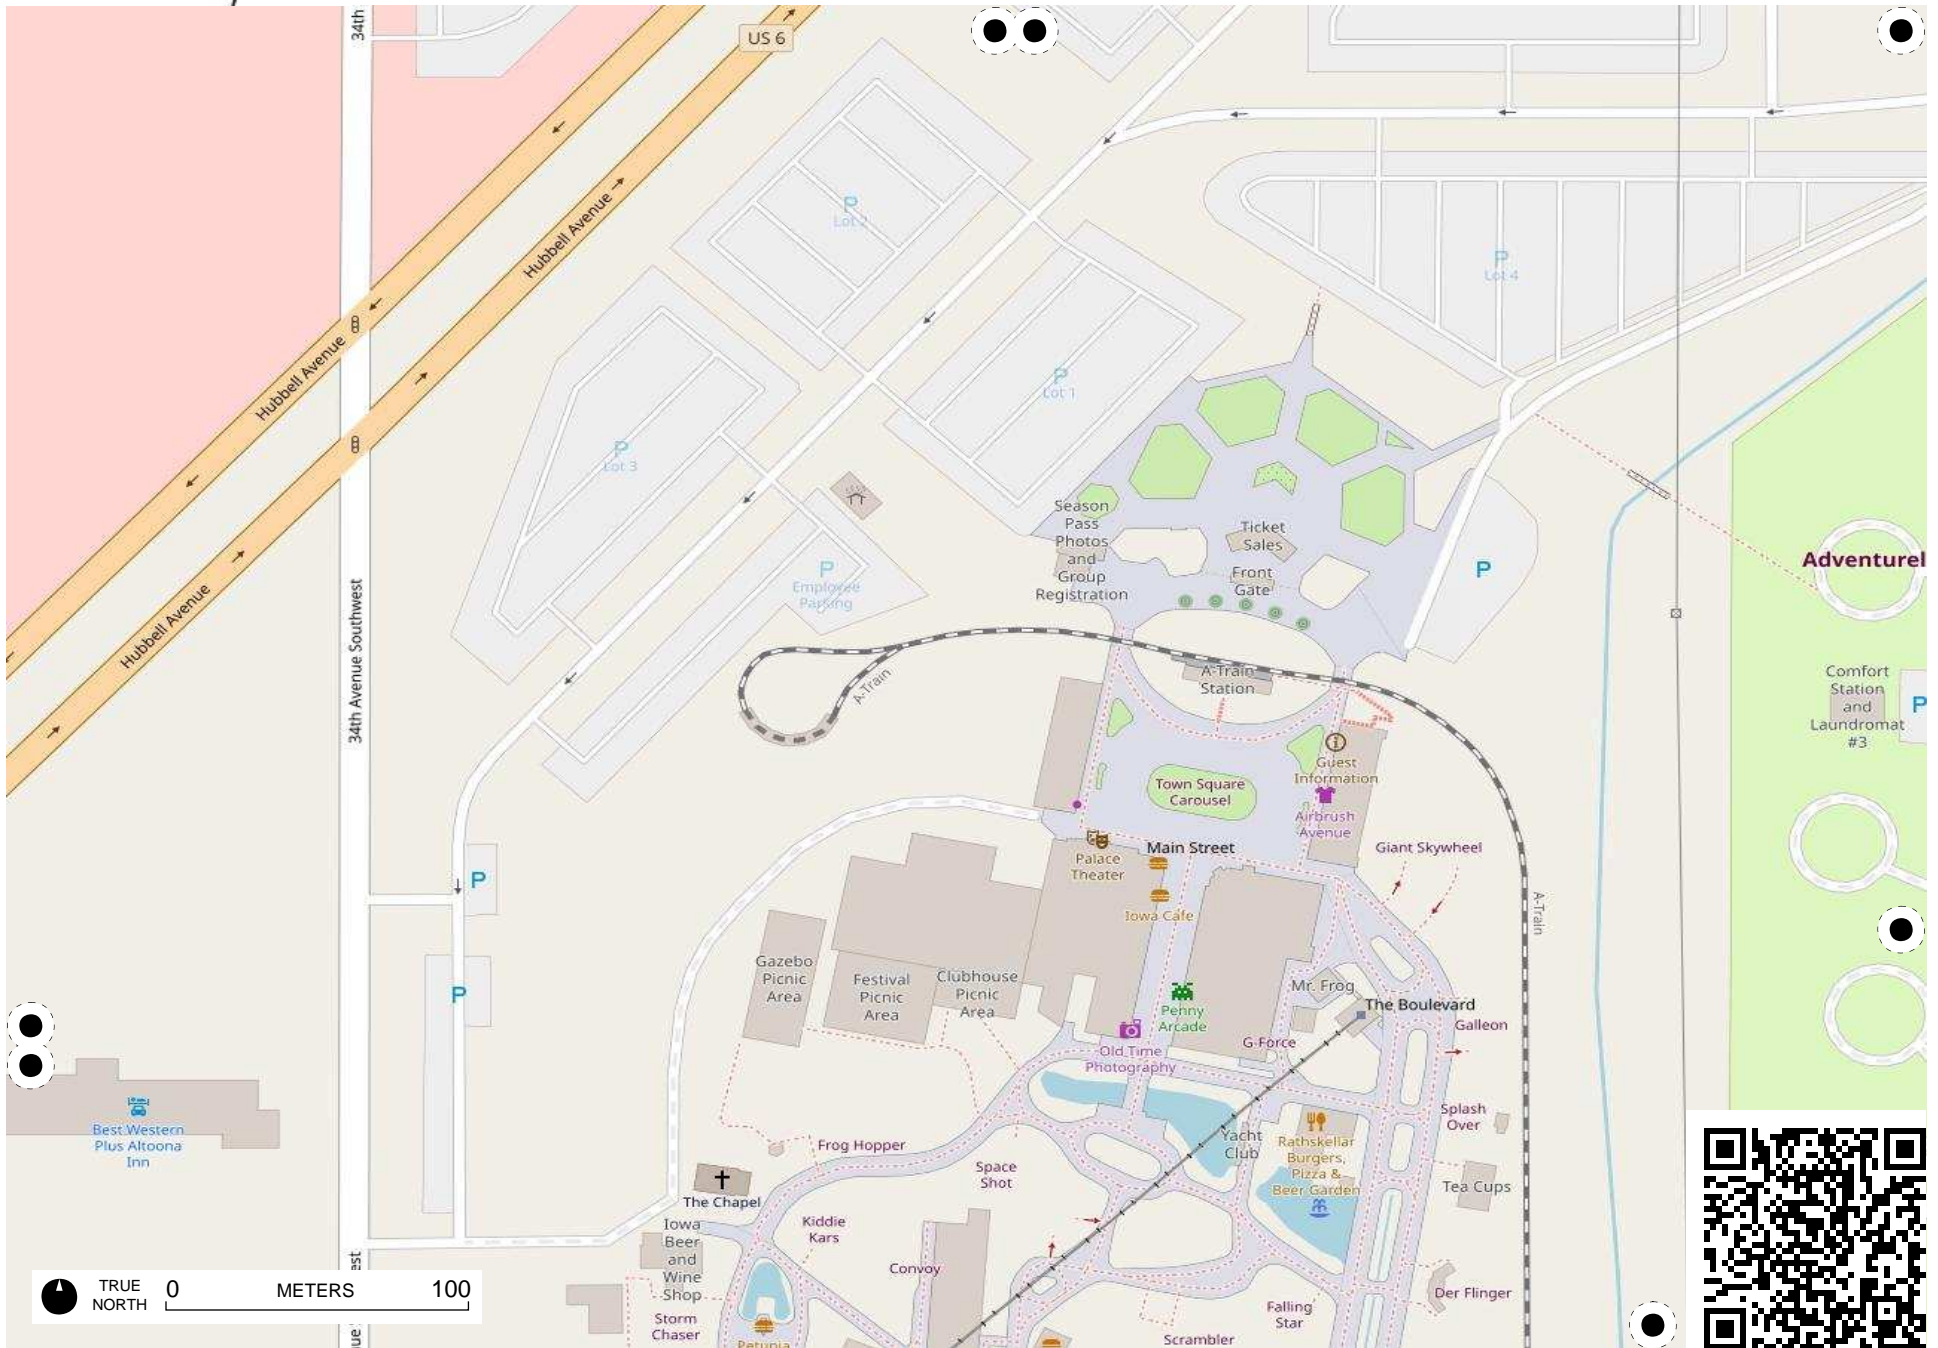 34th
US 6
Hubbell Avenue
Hubbell Avenue
Hubbell Avenue
Hubbell Avenue
34th Avenue Southwest
P
Lot 2
P
Lot 4
P
Lot 1
P
Lot 3
P
Employee
Parking
Season
Pass
Photos
and
Group
Registration
Ticket
Sales
Front
Gate
P
Adventurel
A-Train
A-Train
Station
Comfort
Station
and
Laundromat
#3
P
Guest
Information
Town Square
Carousel
Airbrush
Avenue
Palace
Theater
Main Street
Giant Skywheel
Iowa Cafe
A-Train
P
P
Gazebo
Picnic
Area
Festival
Picnic
Area
Clubhouse
Picnic
Area
Mr. Frog
The Boulevard
Penny
Arcade
Galleon
G-Force
Old Time
Photography
Best Western
Plus Altoona
Inn
Frog Hopper
Yacht
Club
Rathskellar
Burgers,
Pizza &
Beer Garden
Splash
Over
Space
Shot
Tea Cups
The Chapel
Iowa
Beer
and
Wine
Shop
Kiddie
Kars
Convoy
Der Flinger
Falling
Star
Storm
Chaser
Scrambler
Petunia
est
ue
TRUE
NORTH
0 METERS 100